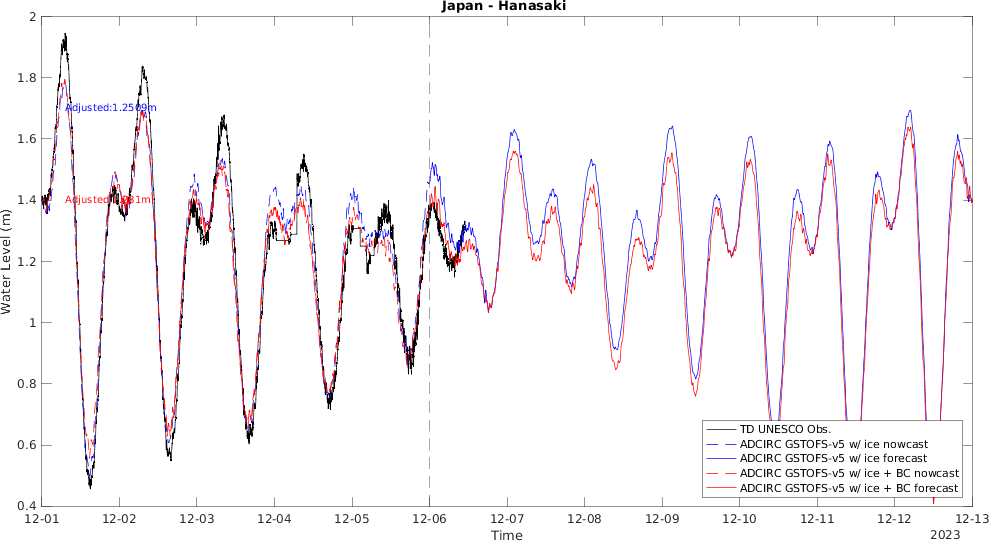 Japan - Hanasaki
2
1.8
1.6
1.4
1.2
1
0.8
0.6
0.4
Water Level (m)
Adjusted:1.2509m
12-01
12-02
12-03
12-04
12-05
12-06
12-07
12-08
12-09
12-10
12-11
12-12
12-13
Time
2023
TD UNESCO Obs.
ADCIRC GSTOFS-v5 w/ ice nowcast
ADCIRC GSTOFS-v5 w/ ice forecast
ADCIRC GSTOFS-v5 w/ ice + BC nowcast
ADCIRC GSTOFS-v5 w/ ice + BC forecast